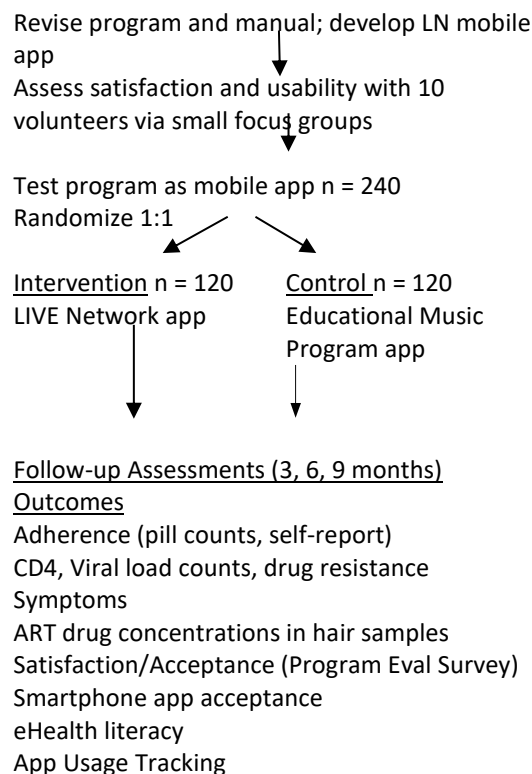 Revise program and manual; develop LN mobile
app
Assess satisfaction and usability with 10
volunteers via small focus groups
Test program as mobile app n = 240
Randomize 1:1
Intervention n = 120
LIVE Network app
Control n = 120
Educational Music
Program app
Follow-up Assessments (3, 6, 9 months)
Outcomes
Adherence (pill counts, self-report)
CD4, Viral load counts, drug resistance
Symptoms
ART drug concentrations in hair samples
Satisfaction/Acceptance (Program Eval Survey)
Smartphone app acceptance
eHealth literacy
App Usage Tracking